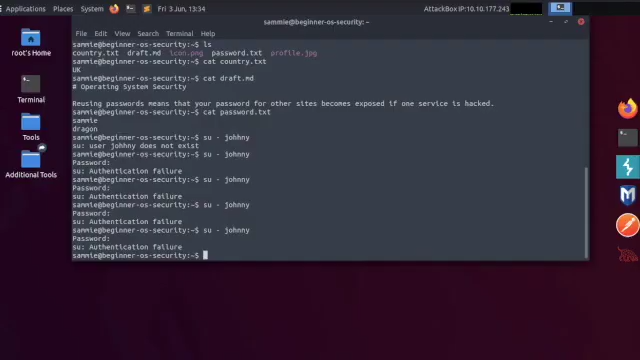 Applications Places System Fri 3 Jun, 13:34 AttackBox IP:10.10.177.243
sammie@beginner-os-security: ~
File Edit View Search Terminal Help
root's Home
Terminal
Tools
Additional Tools
sammie@beginner-os-security:~$ ls
country.txt draft.md icon.png password.txt profile.jpg
sammie@beginner-os-security:~$ cat country.txt
UK
sammie@beginner-os-security:~$ cat draft.md
# Operating System Security
Reusing passwords means that your password for other sites becomes exposed if one service is hacked.
sammie@beginner-os-security:~$ cat password.txt
sammie
dragon
sammie@beginner-os-security:~$ su - johhny
su: user johhny does not exist
sammie@beginner-os-security:~$ su - johnny
Password:
su: Authentication failure
sammie@beginner-os-security:~$ su - johnny
Password:
su: Authentication failure
sammie@beginner-os-security:~$ su - johnny
Password:
su: Authentication failure
sammie@beginner-os-security:~$ su - johnny
Password:
su: Authentication failure
sammie@beginner-os-security:~$